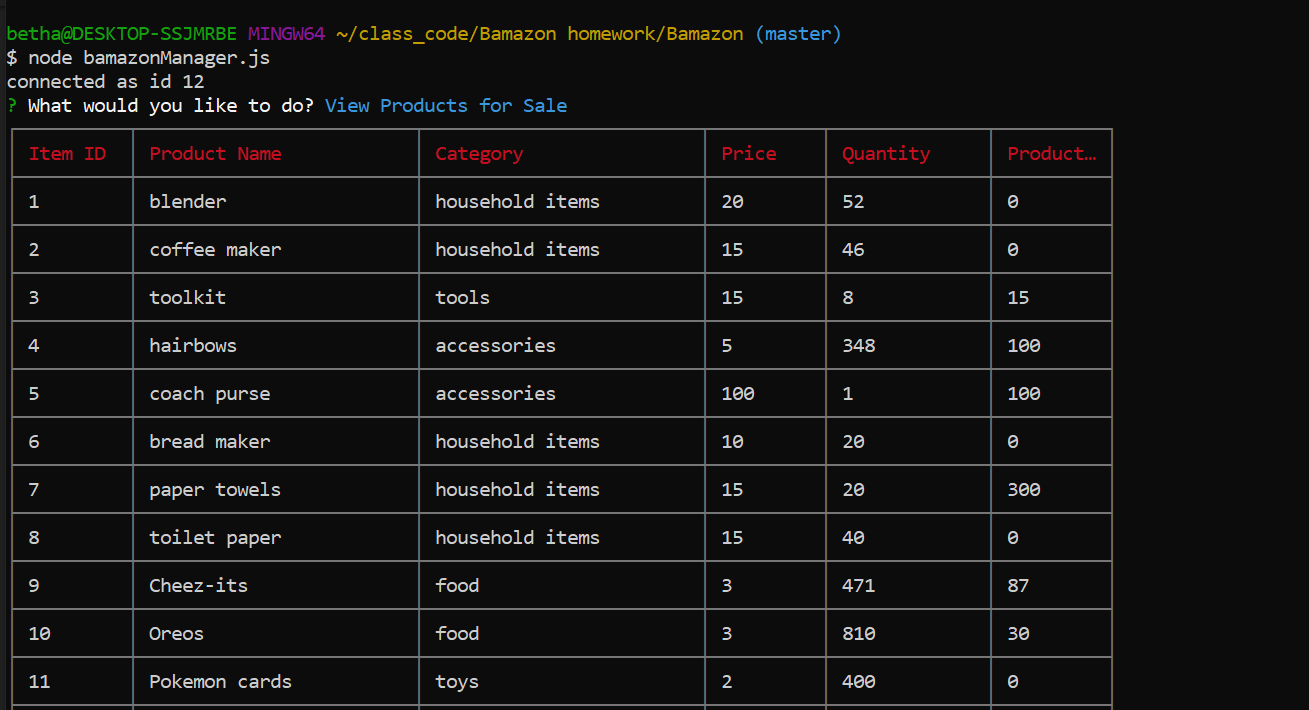 betha@DESKTOP-SSJMRBE MINGW64 ~/class_code/Bamazon homework/Bamazon (master)
$ node bamazonManager.js
connected as id 12
? What would you like to do? View Products for Sale
Item ID Product Name Category Price Quantity Product…
1 blender household items 20 52 0
2 coffee maker household items 15 46 0
3 toolkit tools 15 8 15
4 hairbows accessories 5 348 100
5 coach purse accessories 100 1 100
6 bread maker household items 10 20 0
7 paper towels household items 15 20 300
8 toilet paper household items 15 40 0
9 Cheez-its food 3 471 87
10 Oreos food 3 810 30
11 Pokemon cards toys 2 400 0